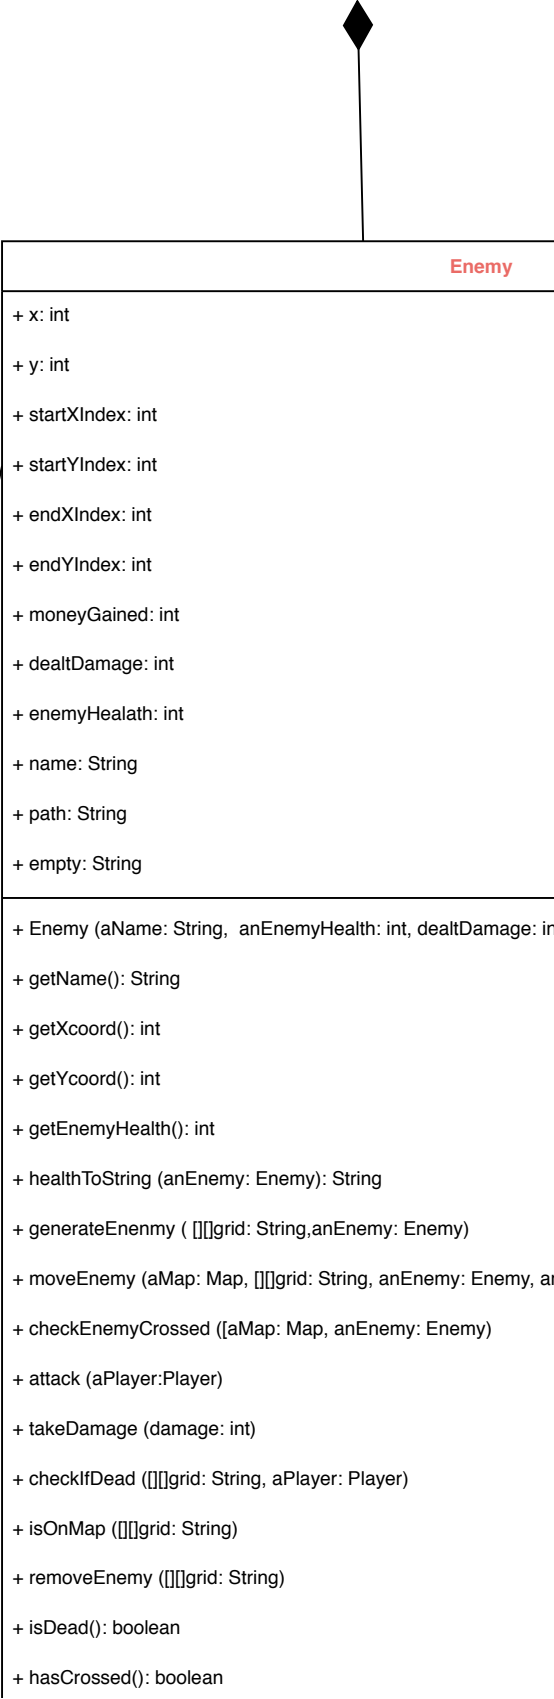 Enemy
+ x: int
+ y: int
+ startXIndex: int
+ startYIndex: int
+ endXIndex: int
+ endYIndex: int
+ moneyGained: int
+ dealtDamage: int
+ enemyHealath: int
+ name: String
+ path: String
+ empty: String
+ Enemy (aName: String,  anEnemyHealth: int, dealtDamage: in
+ getName(): String
+ getXcoord(): int
+ getYcoord(): int
+ getEnemyHealth(): int
+ healthToString (anEnemy: Enemy): String
+ generateEnenmy ( [][]grid: String,anEnemy: Enemy)
+ moveEnemy (aMap: Map, [][]grid: String, anEnemy: Enemy, ar
+ checkEnemyCrossed ([aMap: Map, anEnemy: Enemy)
+ attack (aPlayer:Player)
+ takeDamage (damage: int)
+ checkIfDead ([][]grid: String, aPlayer: Player)
+ isOnMap ([][]grid: String)
+ removeEnemy ([][]grid: String)
+ isDead(): boolean
+ hasCrossed(): boolean